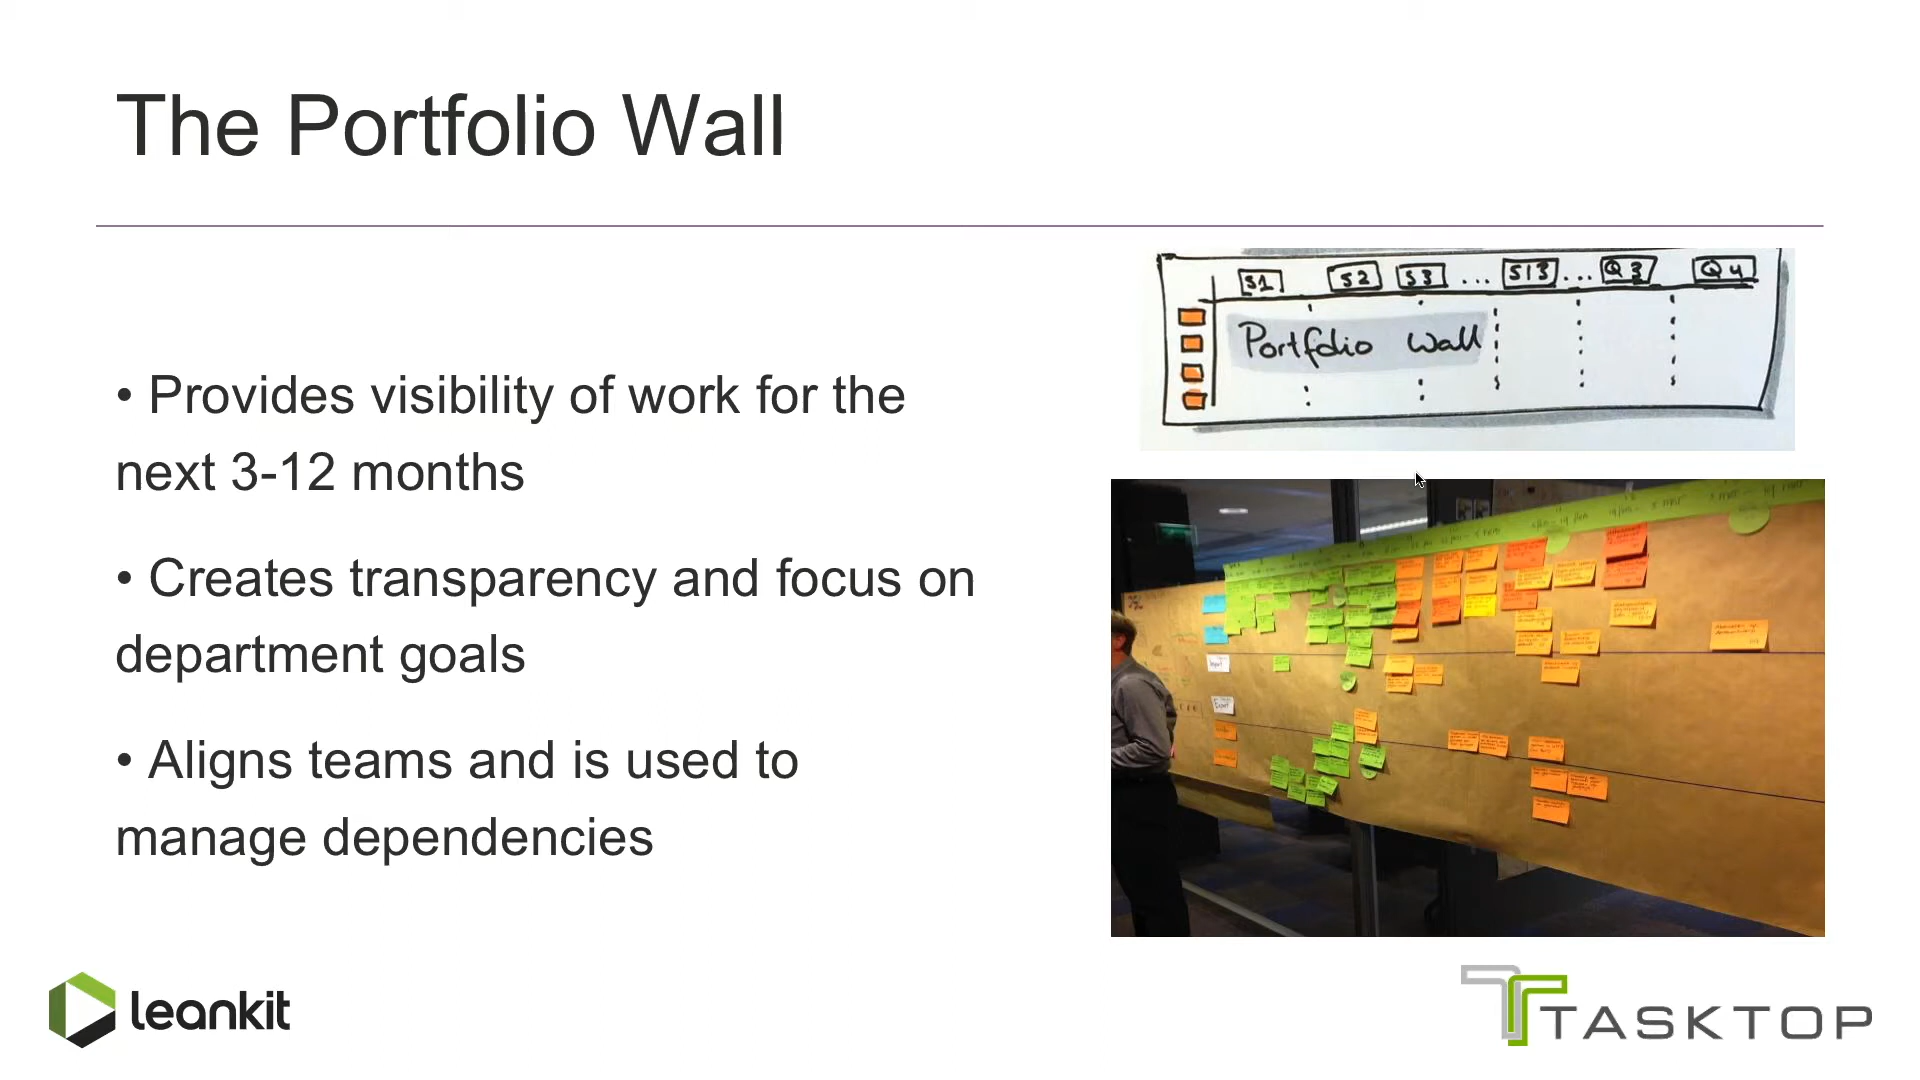 The Portfolio Wall
• Provides visibility of work for the
next 3-12 months
• Creates transparency and focus on
department goals
• Aligns teams and is used to
manage dependencies
S1 S2 S3 ... S13 ... Q3 Q4
Portfolio Wall
Import
Export
leankit
TASKTOP